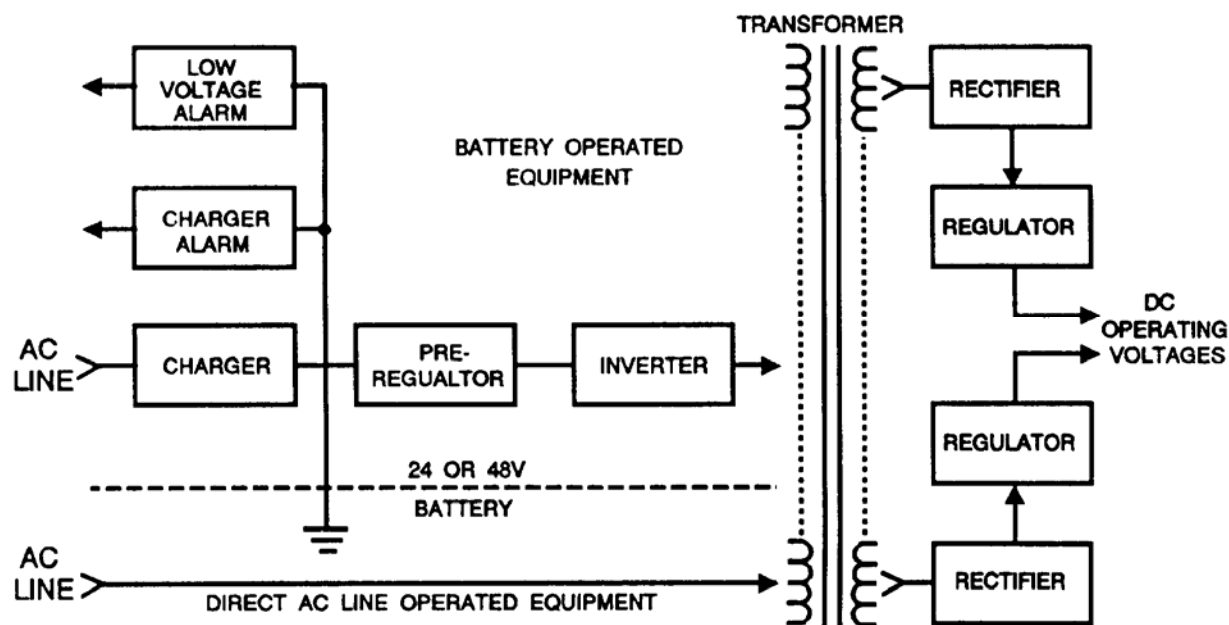 TRANSFORMER
LOW
VOLTAGE
ALARM
RECTIFIER
BATTERY OPERATED
EQUIPMENT
CHARGER
ALARM
REGULATOR
AC
LINE
CHARGER
PRE-
REGUALTOR
INVERTER
DC
OPERATING
VOLTAGES
REGULATOR
24 OR 48V
BATTERY
AC
LINE
DIRECT AC LINE OPERATED EQUIPMENT
RECTIFIER